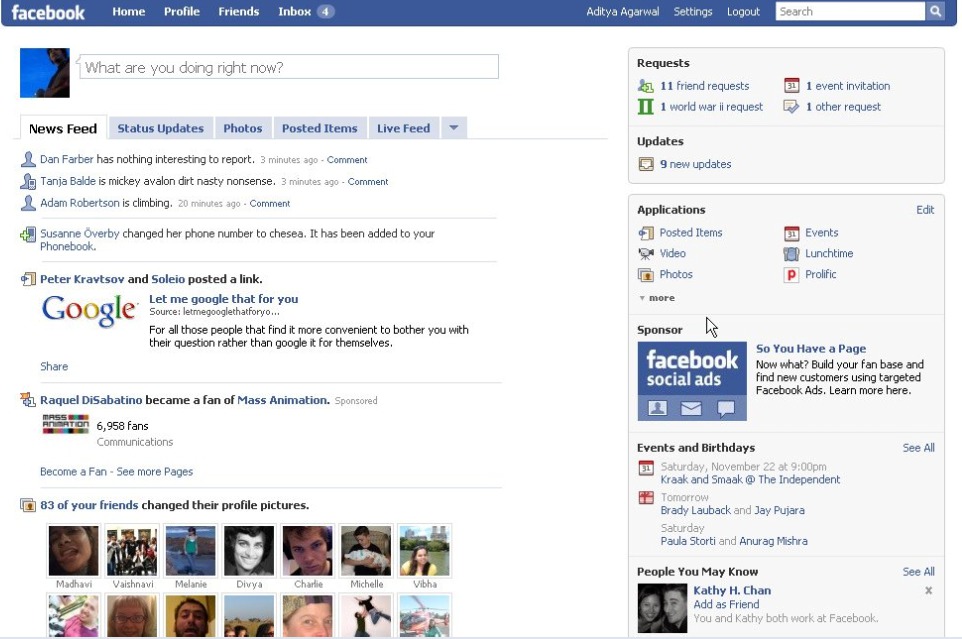 facebook Home Profile Friends Inbox 4 Aditya Agarwal Settings Logout Search
What are you doing right now?
News Feed Status Updates Photos Posted Items Live Feed
Dan Farber has nothing interesting to report. 3 minutes ago - Comment
Tanja Balde is mickey avalon dirt nasty nonsense. 3 minutes ago - Comment
Adam Robertson is climbing. 20 minutes ago - Comment
Susanne Överby changed her phone number to chesea. It has been added to your
Phonebook.
Peter Kravtsov and Soleio posted a link.
Google
Let me google that for you
Source: letmegooglethatforyo...
For all those people that find it more convenient to bother you with
their question rather than google it for themselves.
Share
Raquel DiSabatino became a fan of Mass Animation. Sponsored
MASS
ANIMATION
6,958 fans
Communications
Become a Fan - See more Pages
83 of your friends changed their profile pictures.
Madhavi Vaishnavi Melanie Divya Charlie Michelle Vibha
Requests
11 friend requests 31 1 event invitation
1 world war ii request 1 other request
Updates
9 new updates
Applications Edit
Posted Items 31 Events
Video Lunchtime
Photos P Prolific
more
Sponsor
facebook
social ads
So You Have a Page
Now what? Build your fan base and
find new customers using targeted
Facebook Ads. Learn more here.
Events and Birthdays See All
31 Saturday, November 22 at 9:00pm
Kraak and Smaak @ The Independent
Tomorrow
Brady Lauback and Jay Pujara
Saturday
Paula Storti and Anurag Mishra
People You May Know See All
Kathy H. Chan x
Add as Friend
You and Kathy both work at Facebook.